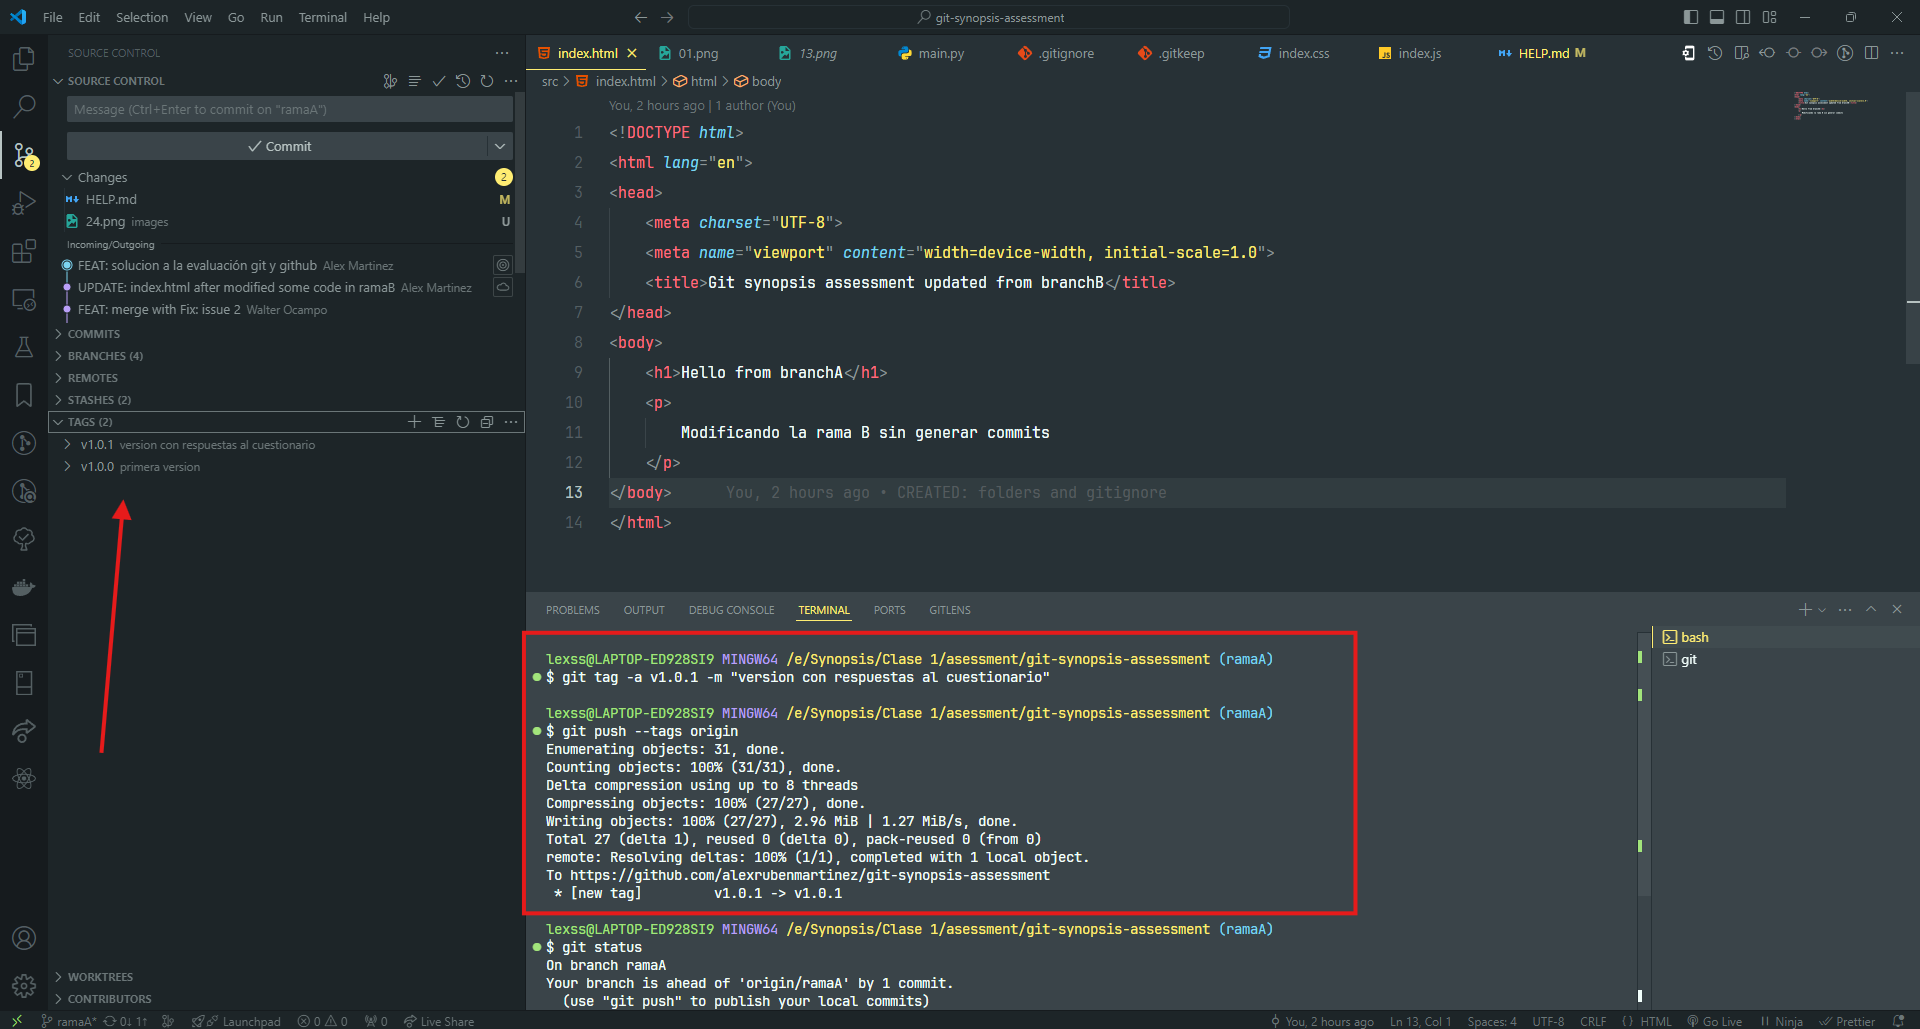 File Edit Selection View Go Run Terminal Help
git-synopsis-assessment
SOURCE CONTROL
SOURCE CONTROL
Message (Ctrl+Enter to commit on "ramaA")
Commit
Changes 2
HELP.md M
24.png images U
Incoming/Outgoing
FEAT: solucion a la evaluación git y github Alex Martinez
UPDATE: index.html after modified some code in ramaB Alex Martinez
FEAT: merge with Fix: issue 2 Walter Ocampo
COMMITS
BRANCHES (4)
REMOTES
STASHES (2)
TAGS (2)
v1.0.1 version con respuestas al cuestionario
v1.0.0 primera version
WORKTREES
CONTRIBUTORS
2
index.html 01.png 13.png main.py .gitignore .gitkeep index.css index.js HELP.md M
src > index.html > html > body
You, 2 hours ago | 1 author (You)
1 <!DOCTYPE html>
2 <html lang="en">
3 <head>
4 <meta charset="UTF-8">
5 <meta name="viewport" content="width=device-width, initial-scale=1.0">
6 <title>Git synopsis assessment updated from branchB</title>
7 </head>
8 <body>
9 <h1>Hello from branchA</h1>
10 <p>
11 Modificando la rama B sin generar commits
12 </p>
13 </body> You, 2 hours ago • CREATED: folders and gitignore
14 </html>
PROBLEMS OUTPUT DEBUG CONSOLE TERMINAL PORTS GITLENS
lexss@LAPTOP-ED928SI9 MINGW64 /e/Synopsis/Clase 1/asessment/git-synopsis-assessment (ramaA)
$ git tag -a v1.0.1 -m "version con respuestas al cuestionario"
lexss@LAPTOP-ED928SI9 MINGW64 /e/Synopsis/Clase 1/asessment/git-synopsis-assessment (ramaA)
$ git push --tags origin
Enumerating objects: 31, done.
Counting objects: 100% (31/31), done.
Delta compression using up to 8 threads
Compressing objects: 100% (27/27), done.
Writing objects: 100% (27/27), 2.96 MiB | 1.27 MiB/s, done.
Total 27 (delta 1), reused 0 (delta 0), pack-reused 0 (from 0)
remote: Resolving deltas: 100% (1/1), completed with 1 local object.
To https://github.com/alexrubenmartinez/git-synopsis-assessment
* [new tag] v1.0.1 -> v1.0.1
lexss@LAPTOP-ED928SI9 MINGW64 /e/Synopsis/Clase 1/asessment/git-synopsis-assessment (ramaA)
$ git status
On branch ramaA
Your branch is ahead of 'origin/ramaA' by 1 commit.
(use "git push" to publish your local commits)
bash
git
ramaA* 0↓ 1↑ Launchpad 0 0 0 Live Share You, 2 hours ago Ln 13, Col 1 Spaces: 4 UTF-8 CRLF { } HTML Go Live Ninja Prettier